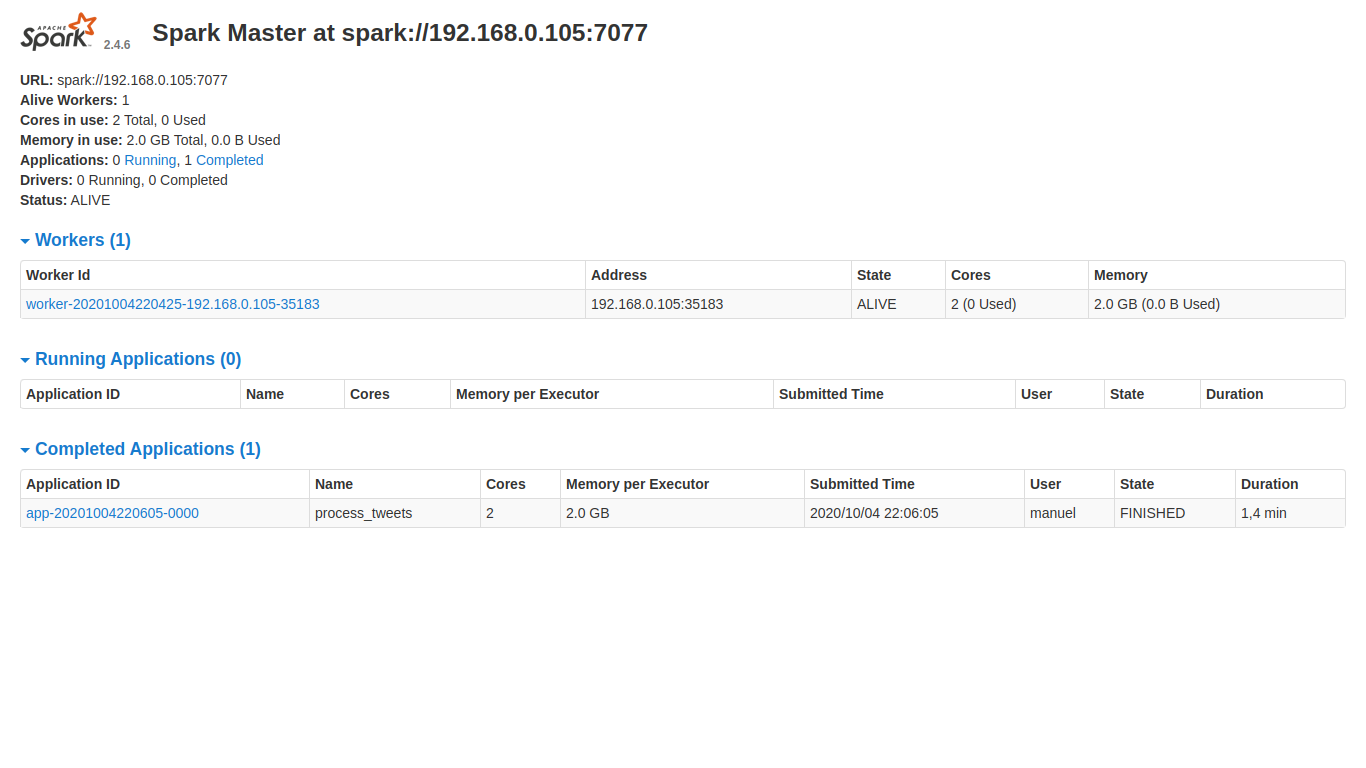 APACHE
Spark 2.4.6 Spark Master at spark://192.168.0.105:7077
URL: spark://192.168.0.105:7077
Alive Workers: 1
Cores in use: 2 Total, 0 Used
Memory in use: 2.0 GB Total, 0.0 B Used
Applications: 0 Running, 1 Completed
Drivers: 0 Running, 0 Completed
Status: ALIVE
Workers (1)
Worker Id Address State Cores Memory
worker-20201004220425-192.168.0.105-35183 192.168.0.105:35183 ALIVE 2 (0 Used) 2.0 GB (0.0 B Used)
Running Applications (0)
Application ID Name Cores Memory per Executor Submitted Time User State Duration
Completed Applications (1)
Application ID Name Cores Memory per Executor Submitted Time User State Duration
app-20201004220605-0000 process_tweets 2 2.0 GB 2020/10/04 22:06:05 manuel FINISHED 1,4 min